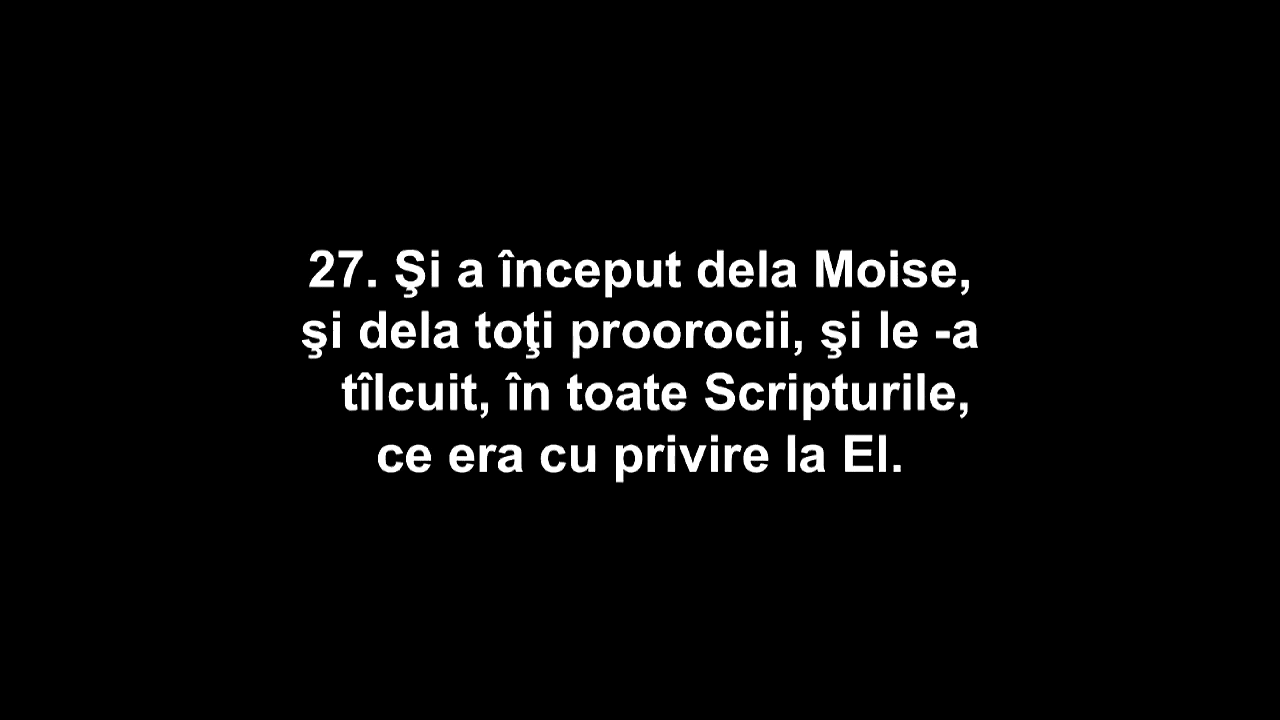 27. Şi a început dela Moise,
şi dela toţi proorocii, şi le -a
tîlcuit, în toate Scripturile,
ce era cu privire la El.